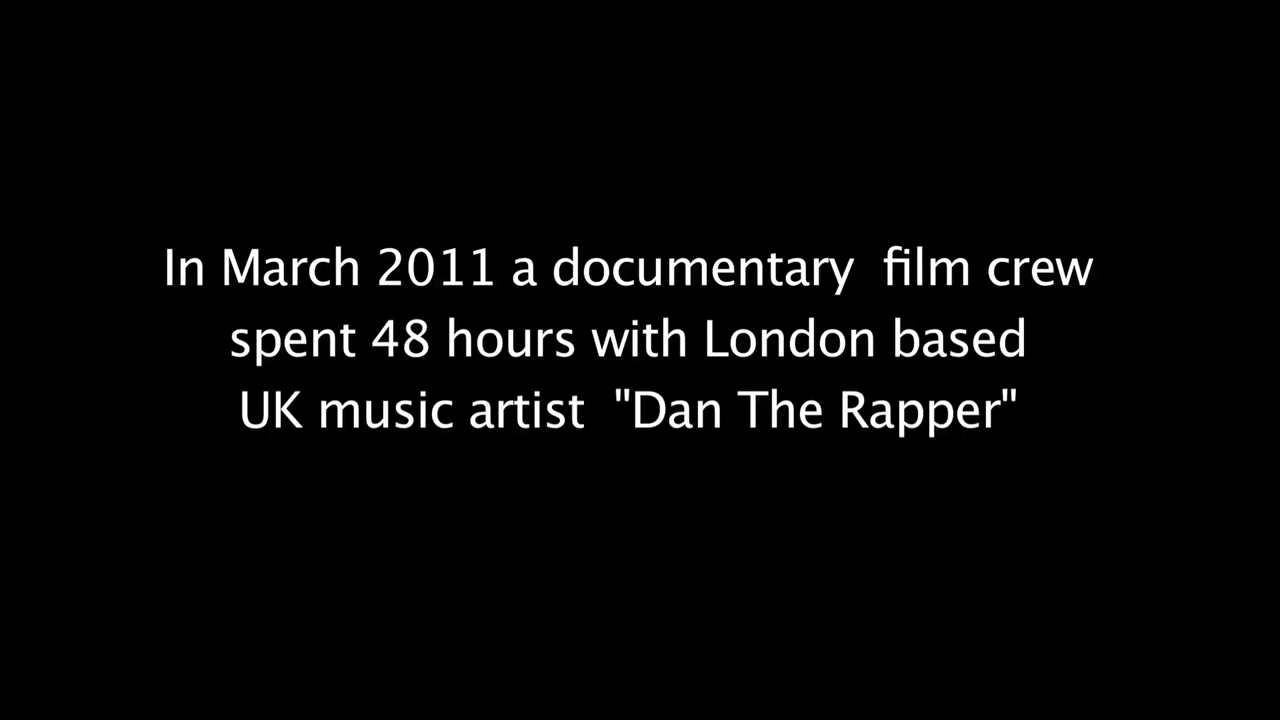 In March 2011 a documentary  film crew
spent 48 hours with London based
UK music artist  "Dan The Rapper"